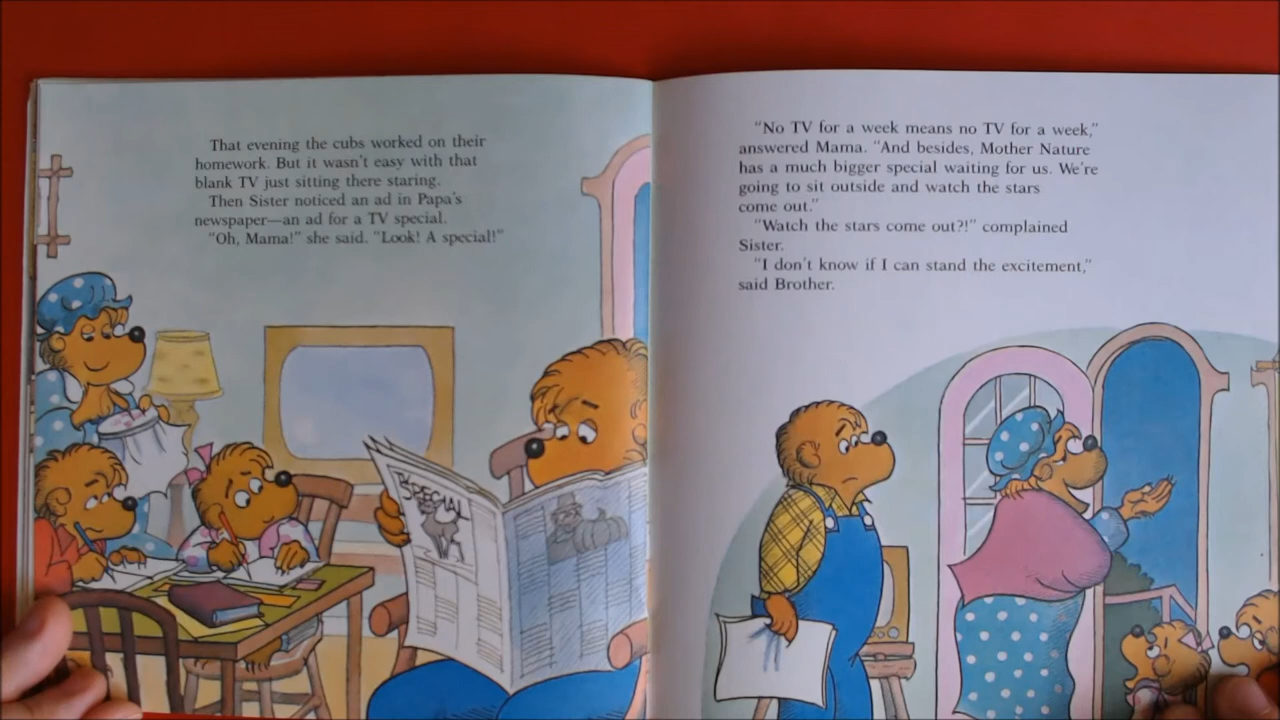 That evening the cubs worked on their
homework. But it wasn't easy with that
blank TV just sitting there staring.
Then Sister noticed an ad in Papa's
newspaper—an ad for a TV special.
"Oh, Mama!" she said. "Look! A special!"
SPECIAL
"No TV for a week means no TV for a week,"
answered Mama. "And besides, Mother Nature
has a much bigger special waiting for us. We're
going to sit outside and watch the stars
come out."
"Watch the stars come out?!" complained
Sister.
"I don't know if I can stand the excitement,"
said Brother.